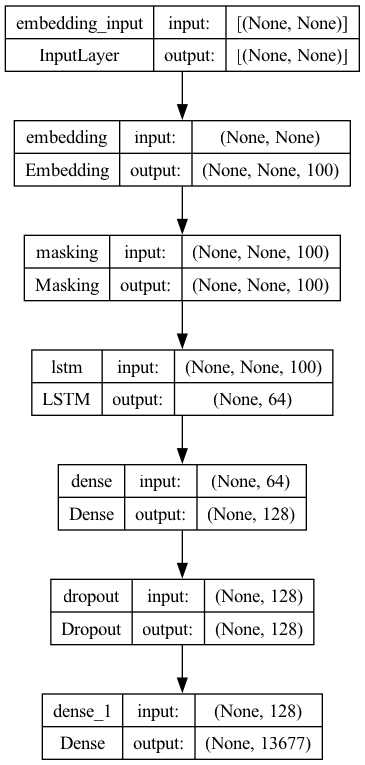 embedding_input input: [(None, None)]
InputLayer output: [(None, None)]
embedding input: (None, None)
Embedding output: (None, None, 100)
masking input: (None, None, 100)
Masking output: (None, None, 100)
lstm input: (None, None, 100)
LSTM output: (None, 64)
dense input: (None, 64)
Dense output: (None, 128)
dropout input: (None, 128)
Dropout output: (None, 128)
dense_1 input: (None, 128)
Dense output: (None, 13677)